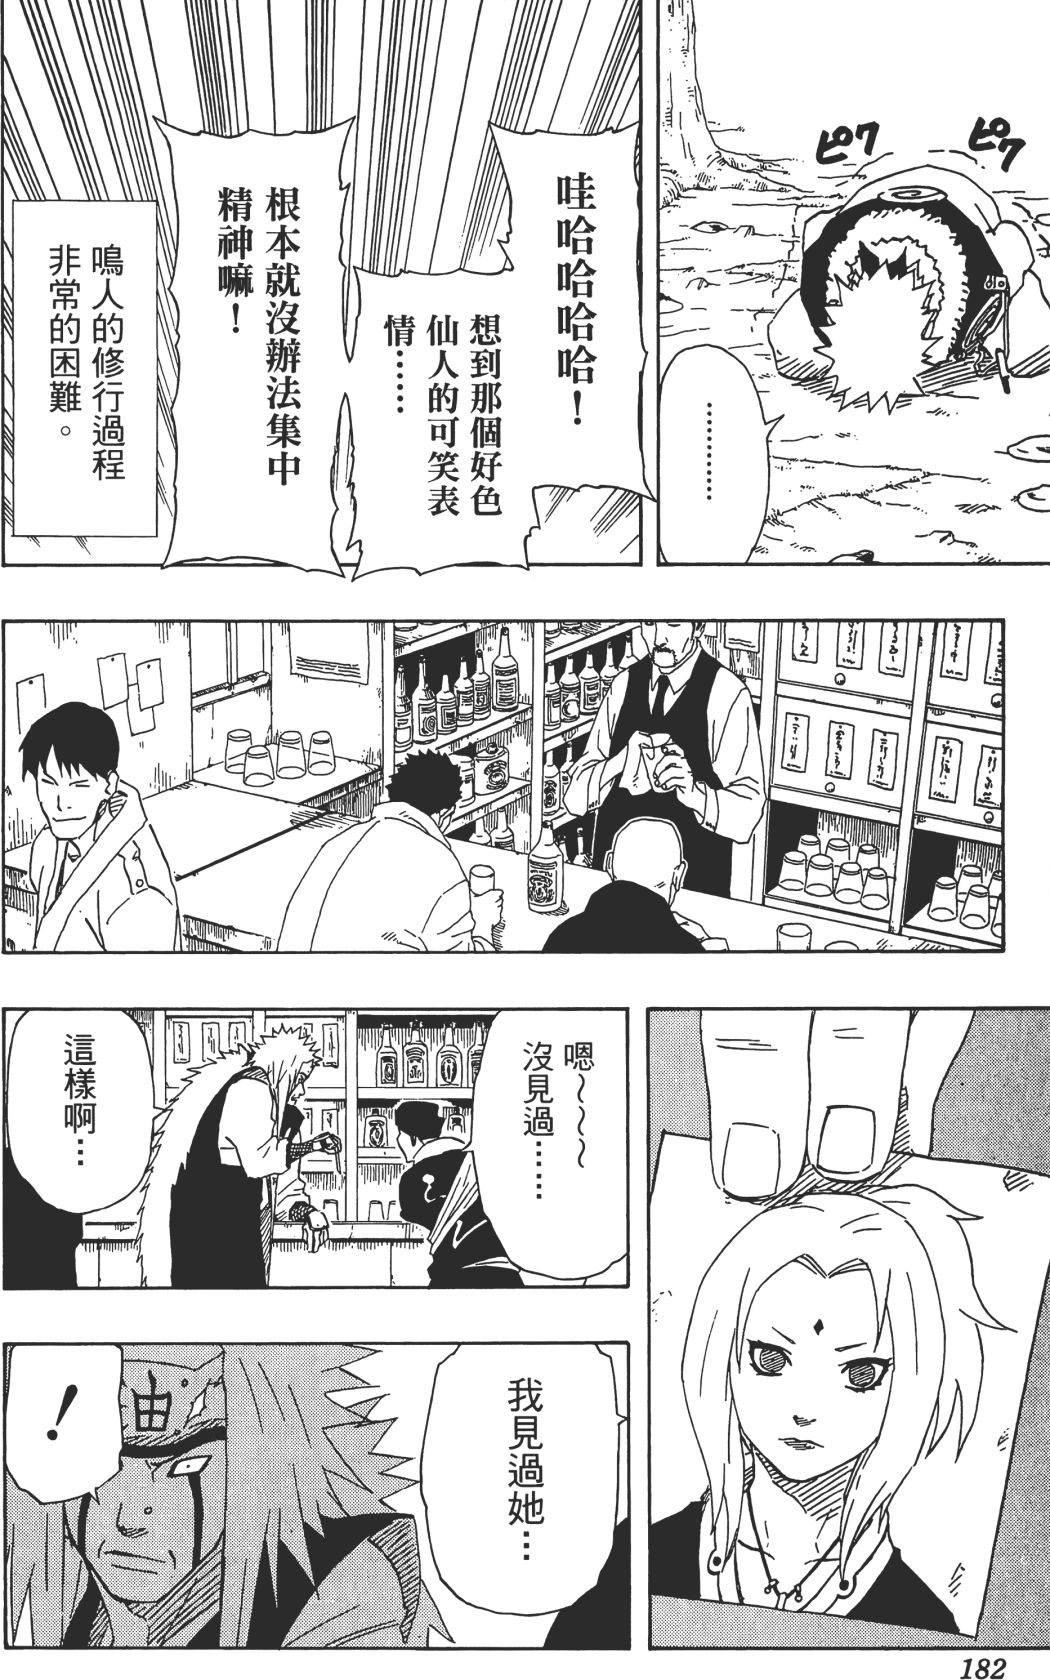 ピク
ピク
…………
哇哈哈哈哈！
想到那個好色
仙人的可笑表
情……
根本就沒辦法集中
精神嘛！
鳴人的修行過程
非常的困難。
嗯～～～～
沒見過……
這樣啊…
我見過她…
！
油
182